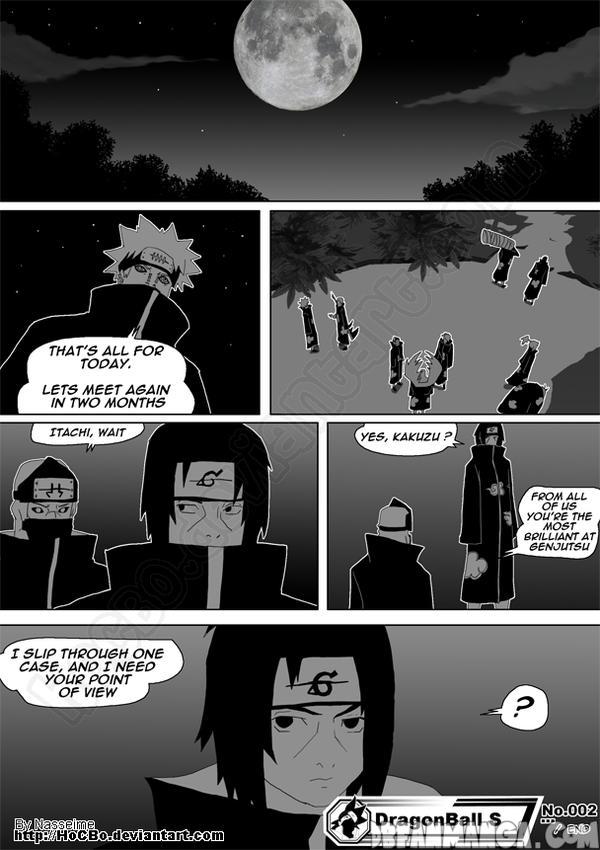 THAT'S ALL FOR
TODAY.
LETS MEET AGAIN
IN TWO MONTHS
ITACHI, WAIT
YES, KAKUZU ?
FROM ALL
OF US
YOU'RE THE
MOST
BRILLIANT AT
GENJUTSU
I SLIP THROUGH ONE
CASE, AND I NEED
YOUR POINT
OF VIEW
?
By Nasseime
http://HoCBo.deviantart.com
DragonBall S
No.002
/ END
DBFANMANGA.COM